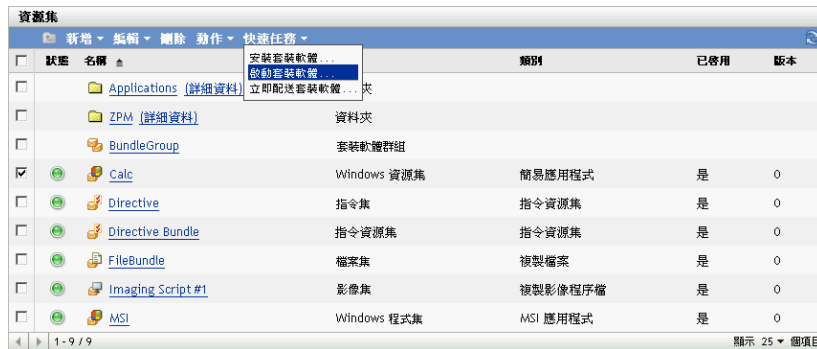 資源集
新增 編輯 刪除 動作 快速任務
狀態 名稱 類別 已啓用 版本
安裝套裝軟體...
啟動套裝軟體...
立即配送套裝軟體...
Applications (詳細資料) 夾
ZPM (詳細資料) 資料夾
BundleGroup 套裝軟體群組
Calc Windows 資源集 簡易應用程式 是 0
Directive 指令集 指令資源集 是 0
Directive Bundle 指令資源集 指令資源集 是 0
FileBundle 檔案集 複製檔案 是 0
Imaging Script #1 影像集 複製影像程序檔 是 0
MSI Windows 程式集 MSI 應用程式 是 0
1 - 9 / 9 顯示 25 個項目